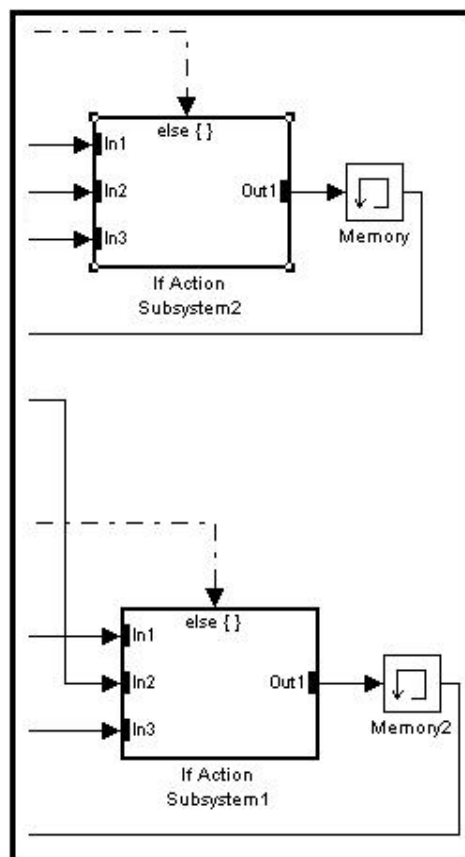 else { }
In1
In2
Out1
In3
Memory
If Action
Subsystem2
else { }
In1
In2
Out1
In3
Memory2
If Action
Subsystem1